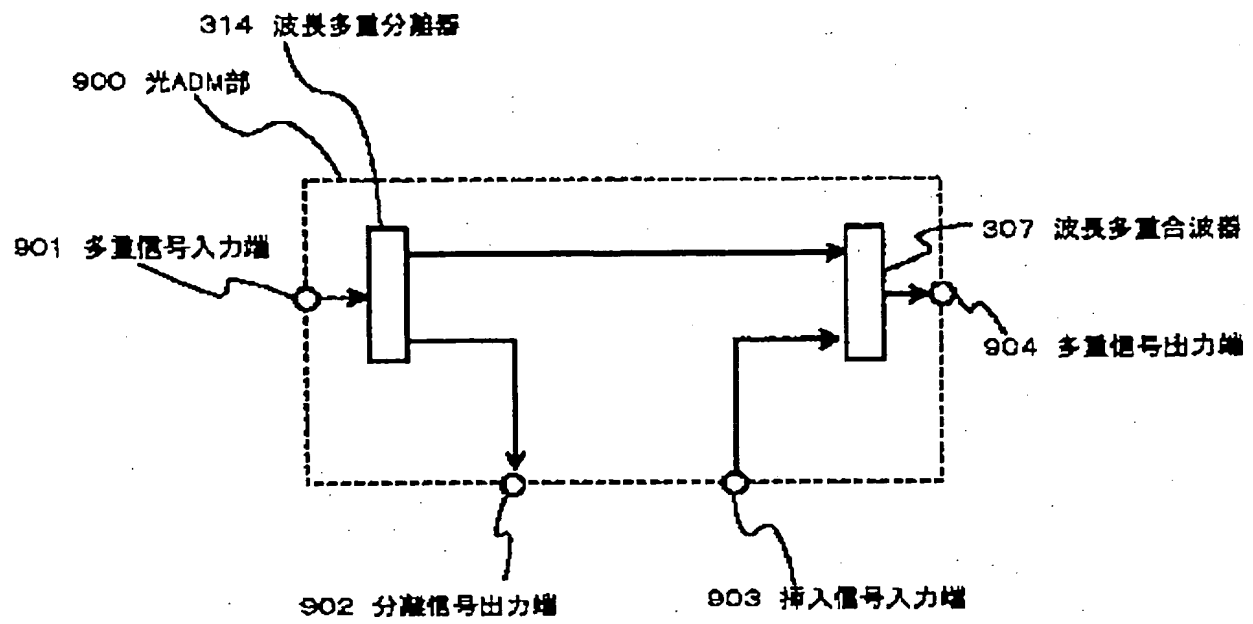 314 波長多重分離器
900 光ADM部
901 多重信号入力端
307 波長多重合波器
904 多重信号出力端
902 分離信号出力端
903 挿入信号入力端